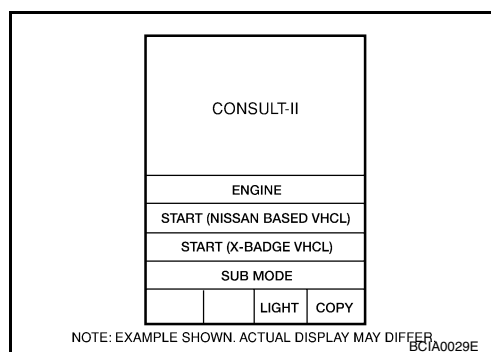 CONSULT-II
ENGINE
START (NISSAN BASED VHCL)
START (X-BADGE VHCL)
SUB MODE
LIGHT COPY
NOTE: EXAMPLE SHOWN. ACTUAL DISPLAY MAY DIFFER.
BCIA0029E